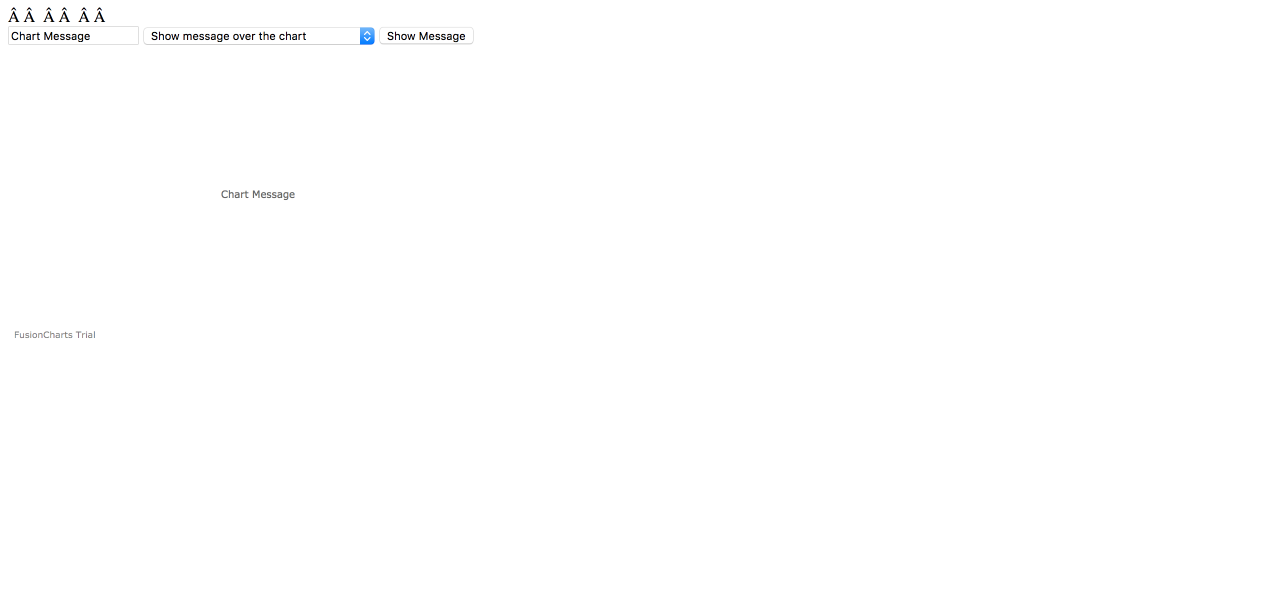 Â Â  Â Â  Â Â
Chart Message Show message over the chart Show Message
Chart Message
FusionCharts Trial